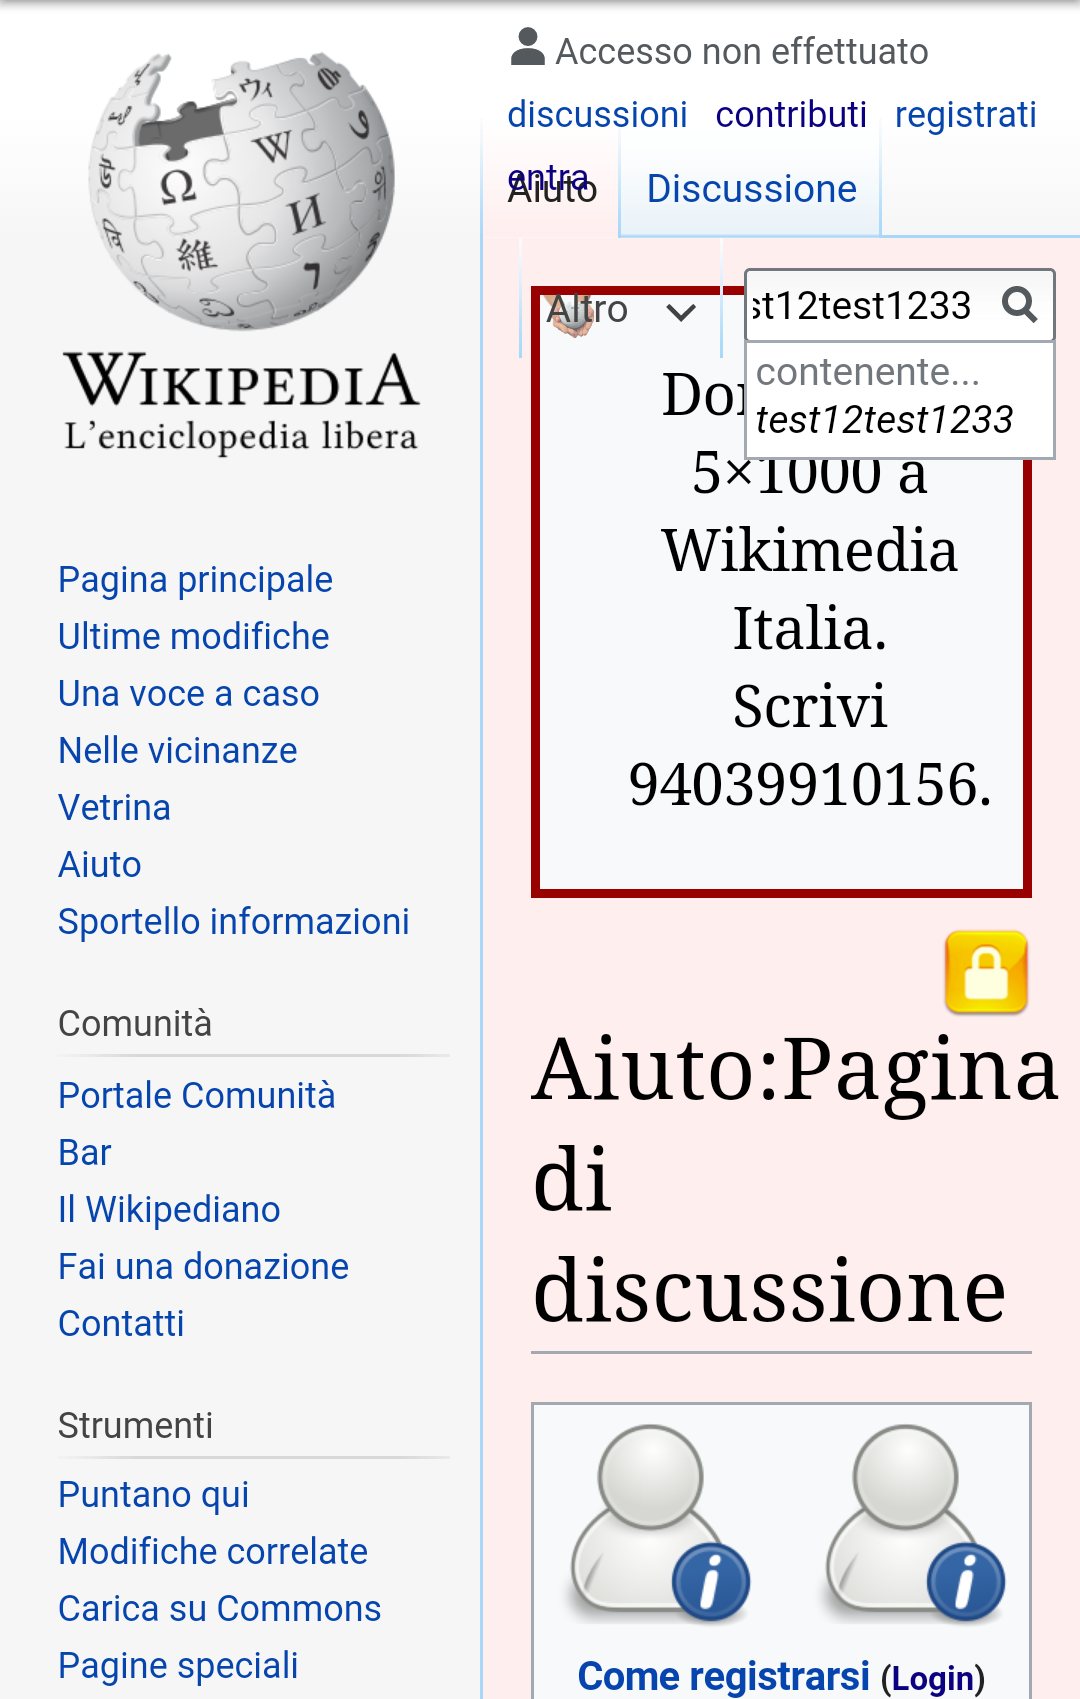 WIKIPEDIA
L'enciclopedia libera
Pagina principale
Ultime modifiche
Una voce a caso
Nelle vicinanze
Vetrina
Aiuto
Sportello informazioni
Comunità
Portale Comunità
Bar
Il Wikipediano
Fai una donazione
Contatti
Strumenti
Puntano qui
Modifiche correlate
Carica su Commons
Pagine speciali
Accesso non effettuato
discussioni contributi registrati
entra
Aiuto Discussione
Altro
st12test1233
contenente...
test12test1233
5×1000 a
Wikimedia
Italia.
Scrivi
94039910156.
Aiuto:Pagina
di
discussione
Come registrarsi (Login)